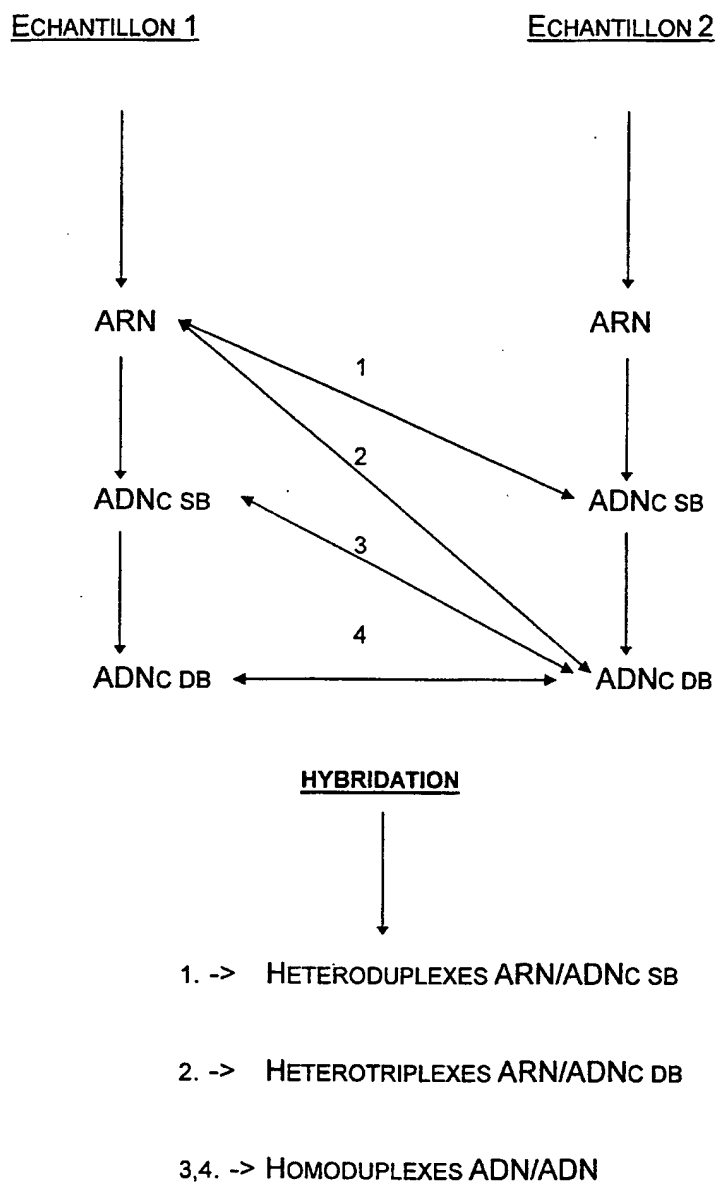 ECHANTILLON 1 ECHANTILLON 2
ARN ARN
1
2
ADNC SB ADNC SB
3
4
ADNC DB ADNC DB
HYBRIDATION
1. -> HETERODUPLEXES ARN/ADNC SB
2. -> HETEROTRIPLEXES ARN/ADNC DB
3,4. -> HOMODUPLEXES ADN/ADN